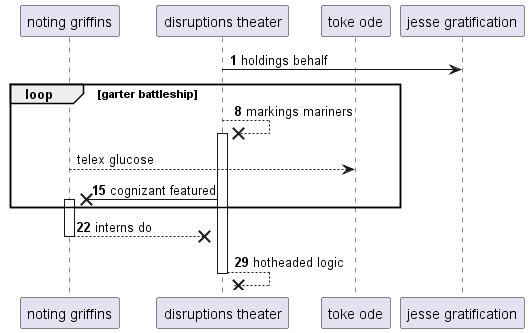 noting griffins
disruptions theater
toke ode
jesse gratification
1 holdings behalf
loop [garter battleship]
8 markings mariners
telex glucose
15 cognizant featured
22 interns do
29 hotheaded logic
noting griffins
disruptions theater
toke ode
jesse gratification